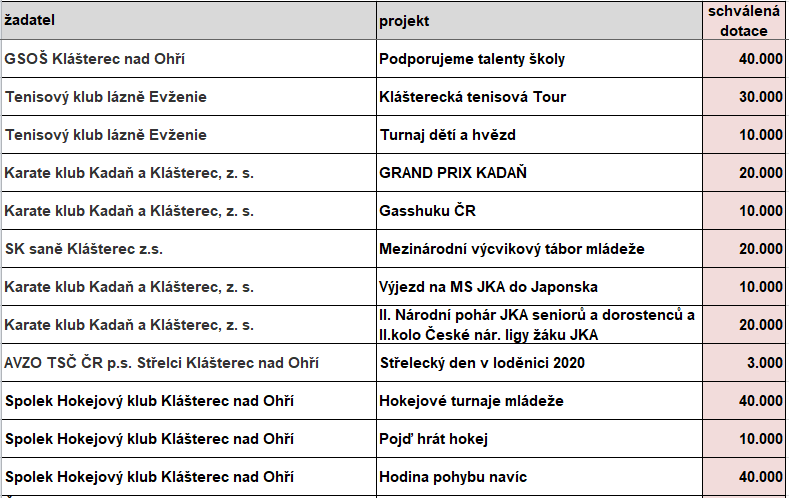 žadatel projekt schválená dotace
GSOŠ Klášterec nad Ohří Podporujeme talenty školy 40.000
Tenisový klub lázně Evženie Klášterecká tenisová Tour 30.000
Tenisový klub lázně Evženie Turnaj dětí a hvězd 10.000
Karate klub Kadaň a Klášterec, z. s. GRAND PRIX KADAŇ 20.000
Karate klub Kadaň a Klášterec, z. s. Gasshuku ČR 10.000
SK saně Klášterec z.s. Mezinárodní výcvikový tábor mládeže 20.000
Karate klub Kadaň a Klášterec, z. s. Výjezd na MS JKA do Japonska 10.000
Karate klub Kadaň a Klášterec, z. s. II. Národní pohár JKA seniorů a dorostenců a
II.kolo České nár. ligy žáku JKA 20.000
AVZO TSČ ČR p.s. Střelci Klášterec nad Ohří Střelecký den v loděnici 2020 3.000
Spolek Hokejový klub Klášterec nad Ohří Hokejové turnaje mládeže 40.000
Spolek Hokejový klub Klášterec nad Ohří Pojď hrát hokej 10.000
Spolek Hokejový klub Klášterec nad Ohří Hodina pohybu navíc 40.000